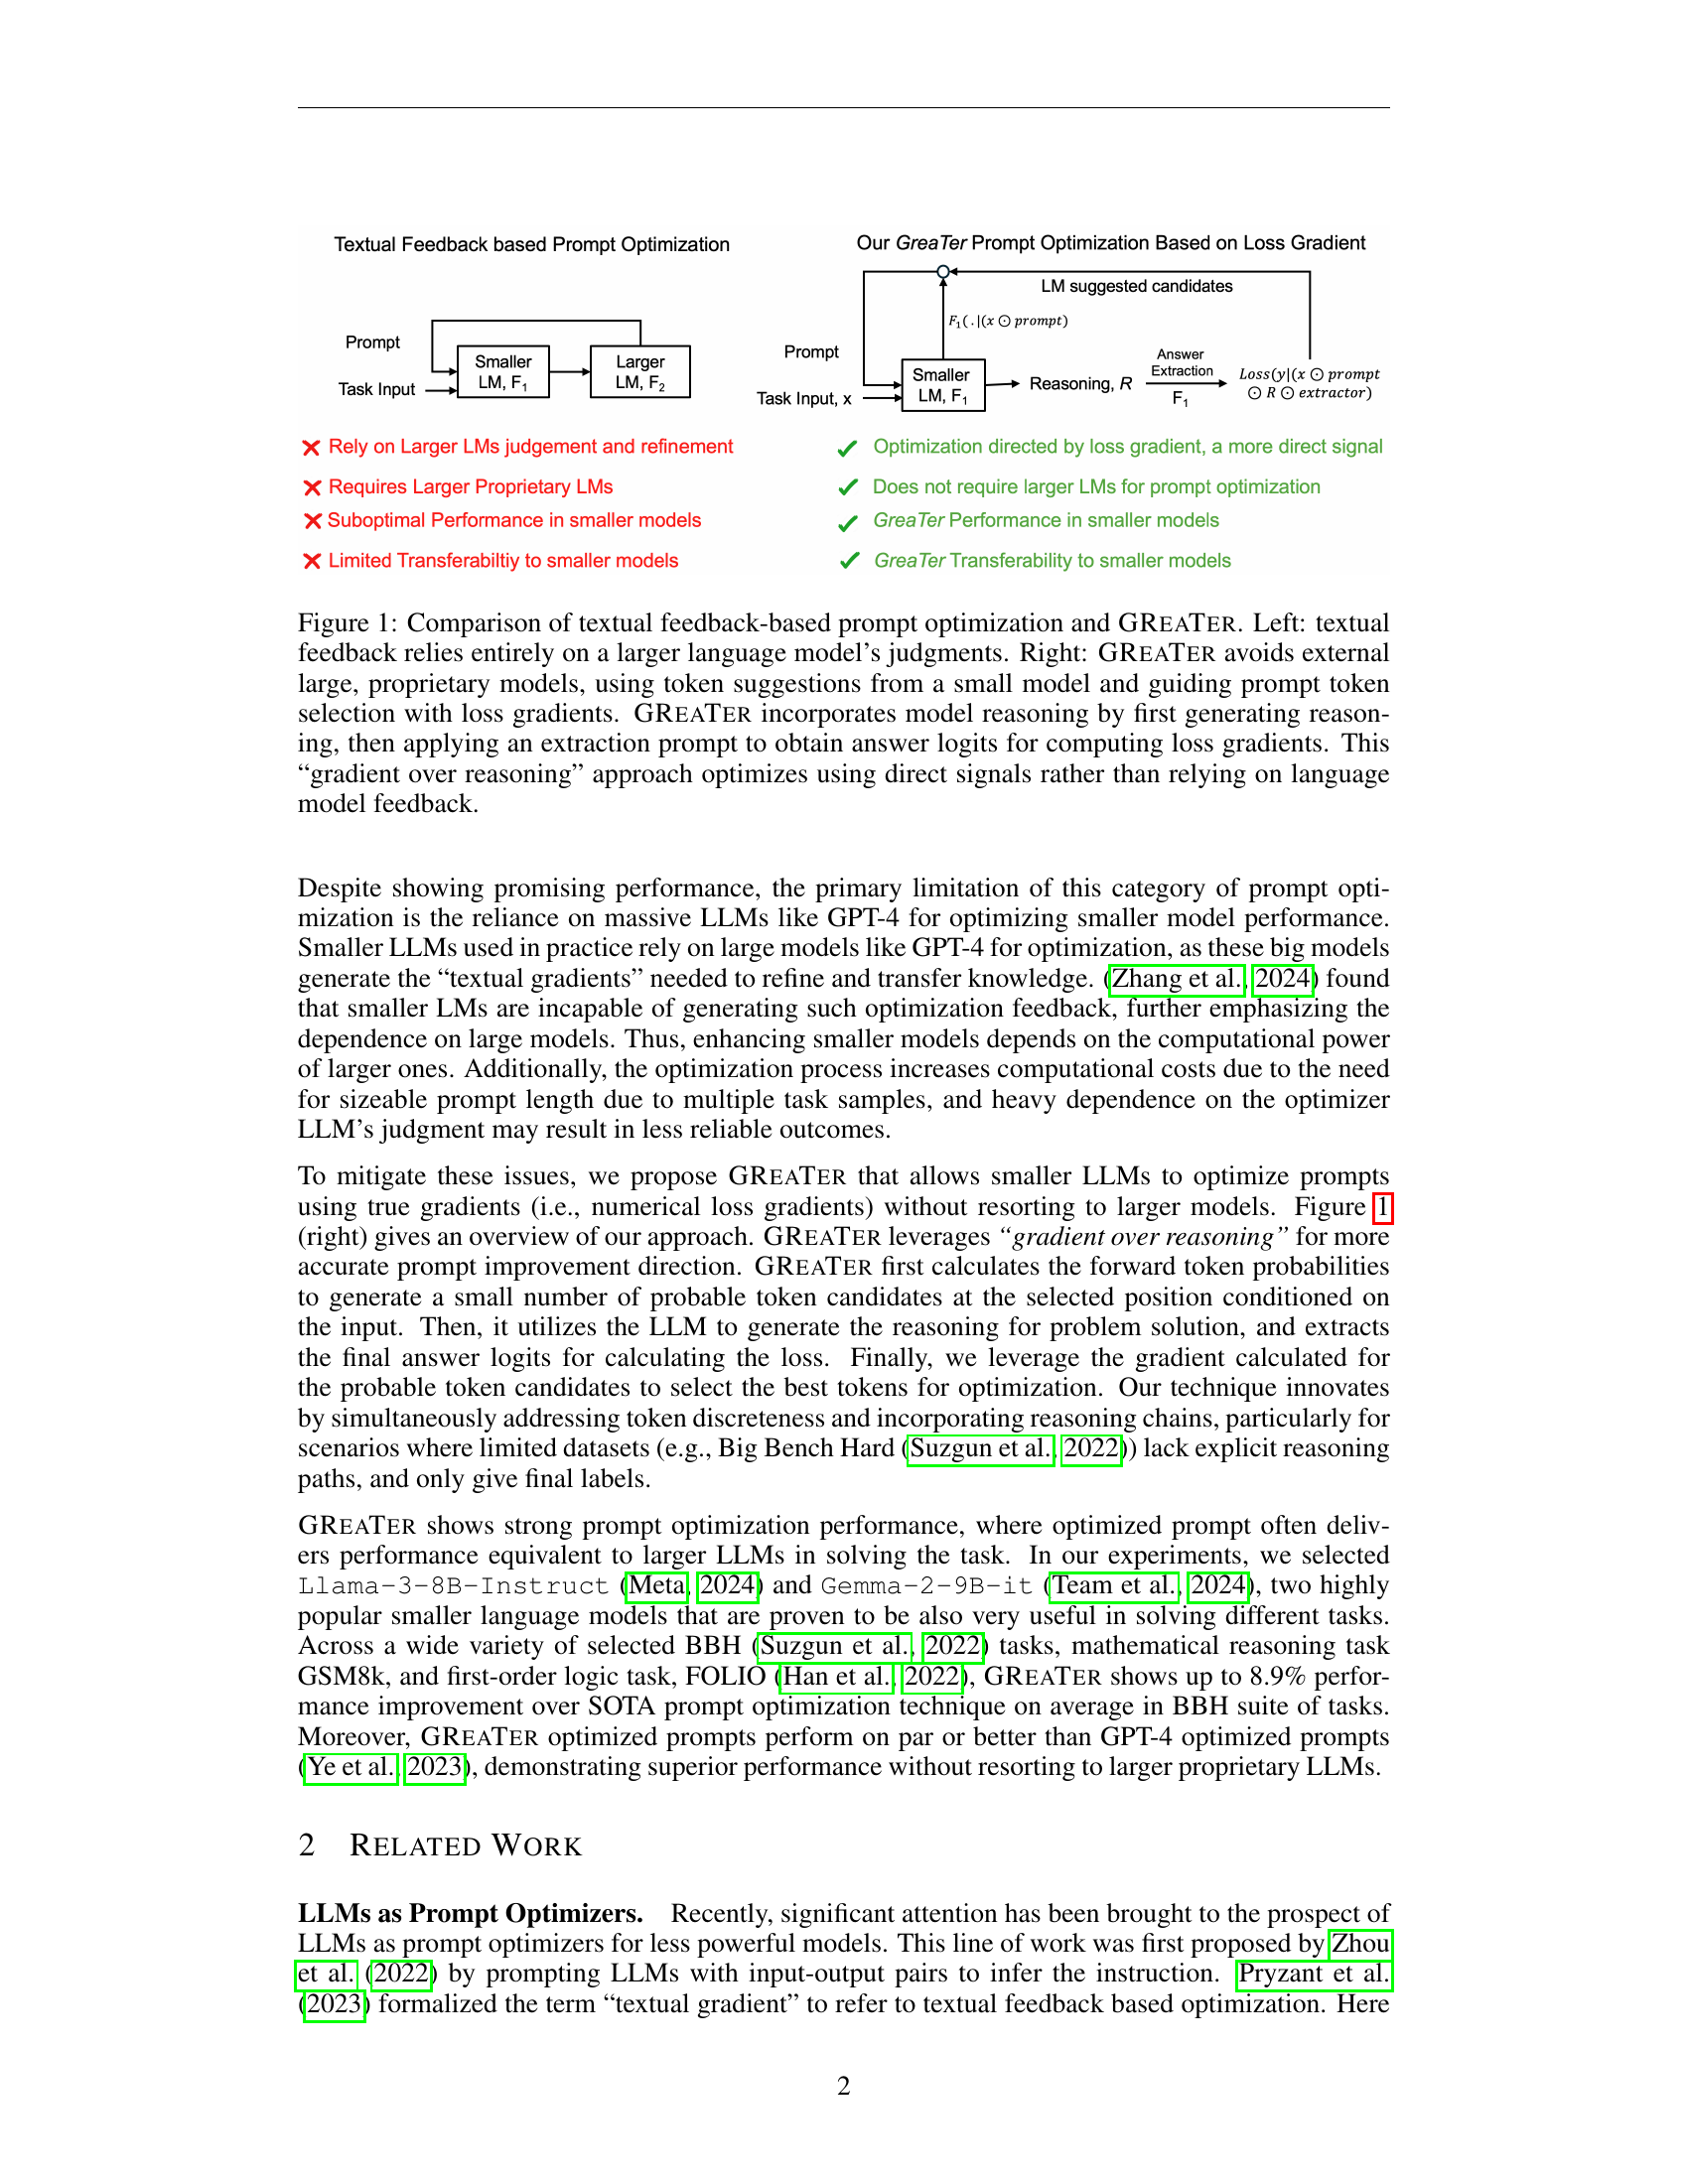 Textual Feedback based Prompt Optimization
Prompt
Task Input
Smaller
LM, F₁
Larger
LM, F₂
✗ Rely on Larger LMs judgement and refinement
✗ Requires Larger Proprietary LMs
✗ Suboptimal Performance in smaller models
✗ Limited Transferabiltiy to smaller models
Our GreaTer Prompt Optimization Based on Loss Gradient
LM suggested candidates
F₁(.|(x ⊙ prompt)
Prompt
Task Input, x
Smaller
LM, F₁
Reasoning, R
Answer
Extraction
F₁
Loss(y|(x ⊙ prompt
⊙ R ⊙ extractor)
✓ Optimization directed by loss gradient, a more direct signal
✓ Does not require larger LMs for prompt optimization
✓ GreaTer Performance in smaller models
✓ GreaTer Transferability to smaller models
Figure 1: Comparison of textual feedback-based prompt optimization and GREATER. Left: textual
feedback relies entirely on a larger language model’s judgments. Right: GREATER avoids external
large, proprietary models, using token suggestions from a small model and guiding prompt token
selection with loss gradients. GREATER incorporates model reasoning by first generating reason-
ing, then applying an extraction prompt to obtain answer logits for computing loss gradients. This
“gradient over reasoning” approach optimizes using direct signals rather than relying on language
model feedback.
Despite showing promising performance, the primary limitation of this category of prompt opti-
mization is the reliance on massive LLMs like GPT-4 for optimizing smaller model performance.
Smaller LLMs used in practice rely on large models like GPT-4 for optimization, as these big models
generate the “textual gradients” needed to refine and transfer knowledge. (Zhang et al., 2024) found
that smaller LMs are incapable of generating such optimization feedback, further emphasizing the
dependence on large models. Thus, enhancing smaller models depends on the computational power
of larger ones. Additionally, the optimization process increases computational costs due to the need
for sizeable prompt length due to multiple task samples, and heavy dependence on the optimizer
LLM’s judgment may result in less reliable outcomes.
To mitigate these issues, we propose GREATER that allows smaller LLMs to optimize prompts
using true gradients (i.e., numerical loss gradients) without resorting to larger models. Figure 1
(right) gives an overview of our approach. GREATER leverages “gradient over reasoning” for more
accurate prompt improvement direction. GREATER first calculates the forward token probabilities
to generate a small number of probable token candidates at the selected position conditioned on
the input. Then, it utilizes the LLM to generate the reasoning for problem solution, and extracts
the final answer logits for calculating the loss. Finally, we leverage the gradient calculated for
the probable token candidates to select the best tokens for optimization. Our technique innovates
by simultaneously addressing token discreteness and incorporating reasoning chains, particularly for
scenarios where limited datasets (e.g., Big Bench Hard (Suzgun et al., 2022)) lack explicit reasoning
paths, and only give final labels.
GREATER shows strong prompt optimization performance, where optimized prompt often deliv-
ers performance equivalent to larger LLMs in solving the task. In our experiments, we selected
Llama-3-8B-Instruct (Meta, 2024) and Gemma-2-9B-it (Team et al., 2024), two highly
popular smaller language models that are proven to be also very useful in solving different tasks.
Across a wide variety of selected BBH (Suzgun et al., 2022) tasks, mathematical reasoning task
GSM8k, and first-order logic task, FOLIO (Han et al., 2022), GREATER shows up to 8.9% perfor-
mance improvement over SOTA prompt optimization technique on average in BBH suite of tasks.
Moreover, GREATER optimized prompts perform on par or better than GPT-4 optimized prompts
(Ye et al., 2023), demonstrating superior performance without resorting to larger proprietary LLMs.
2 RELATED WORK
LLMs as Prompt Optimizers. Recently, significant attention has been brought to the prospect of
LLMs as prompt optimizers for less powerful models. This line of work was first proposed by Zhou
et al. (2022) by prompting LLMs with input-output pairs to infer the instruction. Pryzant et al.
(2023) formalized the term “textual gradient” to refer to textual feedback based optimization. Here
2